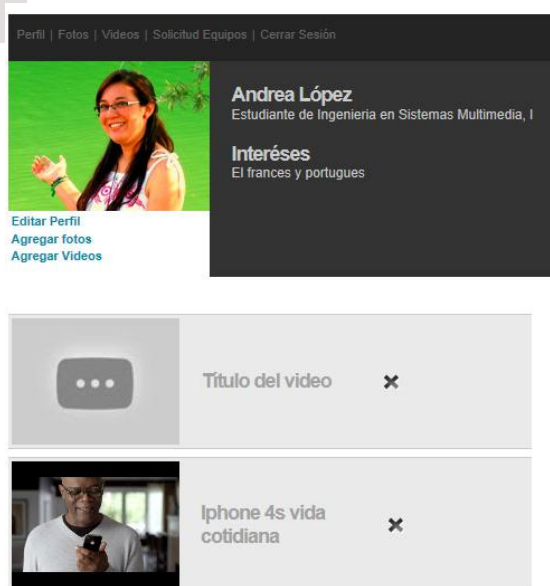 Perfil | Fotos | Videos | Solicitud Equipos | Cerrar Sesión
Andrea López
Estudiante de Ingenieria en Sistemas Multimedia, I
Interéses
El frances y portugues
Editar Perfil
Agregar fotos
Agregar Videos
Título del video
Iphone 4s vida
cotidiana